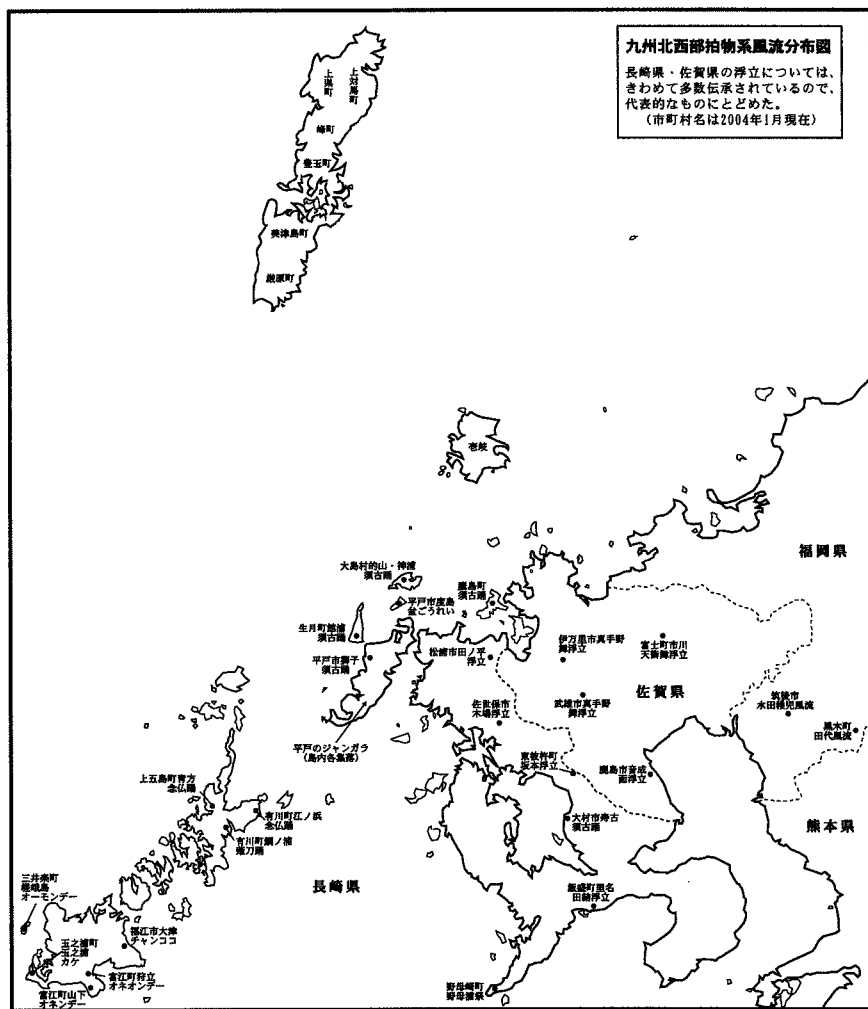 九州北西部拍物系風流分布図
長崎県・佐賀県の浮立については、
きわめて多数伝承されているので、
代表的なものにとどめた。
(市町村名は2004年1月現在)
上県町
上対馬町
峰町
豊玉町
美津島町
厳原町
壱岐
福岡県
大島村的山・神浦
須古踊
平戸市度島
盆ごうれい
鷹島町
須古踊
生月町舘浦
須古踊
平戸市獅子
須古踊
松浦市田ノ平
浮立
伊万里市真手野
舞浮立
富士町市川
天衝舞浮立
佐賀県
佐世保市
木場浮立
武雄市真手野
舞浮立
筑後市
水田稚児風流
黒木町
田代風流
平戸のジャンガラ
(島内各集落)
東彼杵町
坂本浮立
鹿島市音成
面浮立
上五島町青方
念仏踊
有川町江ノ浜
念仏踊
有川町鯛ノ浦
羅刀踊
大村市寿古
須古踊
熊本県
長崎県
三井楽町
嵯峨島
オーモンデー
飯盛町里名
田結浮立
福江市大津
チャンココ
玉之浦町
玉之浦
カケ
富江町狩立
オネオンデー
富江町山下
オネンデー
野母崎町
野母浦祭